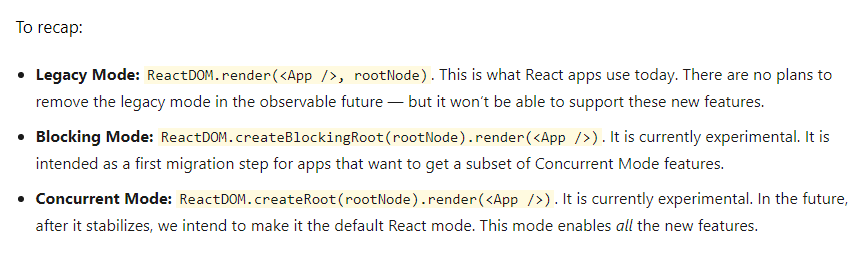 To recap:
• Legacy Mode: ReactDOM.render(<App />, rootNode). This is what React apps use today. There are no plans to
remove the legacy mode in the observable future — but it won’t be able to support these new features.
• Blocking Mode: ReactDOM.createBlockingRoot(rootNode).render(<App />). It is currently experimental. It is
intended as a first migration step for apps that want to get a subset of Concurrent Mode features.
• Concurrent Mode: ReactDOM.createRoot(rootNode).render(<App />). It is currently experimental. In the future,
after it stabilizes, we intend to make it the default React mode. This mode enables all the new features.